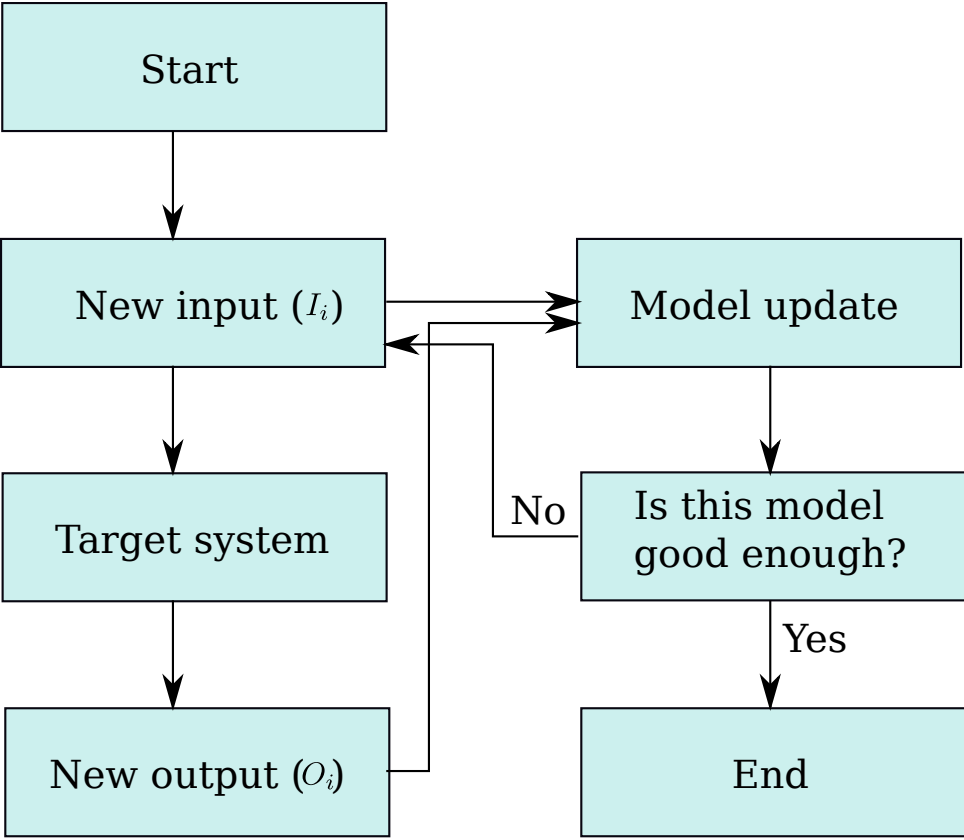 Start
New input (Iᵢ)
Model update
Target system
No
Is this model
good enough?
Yes
New output (Oᵢ)
End